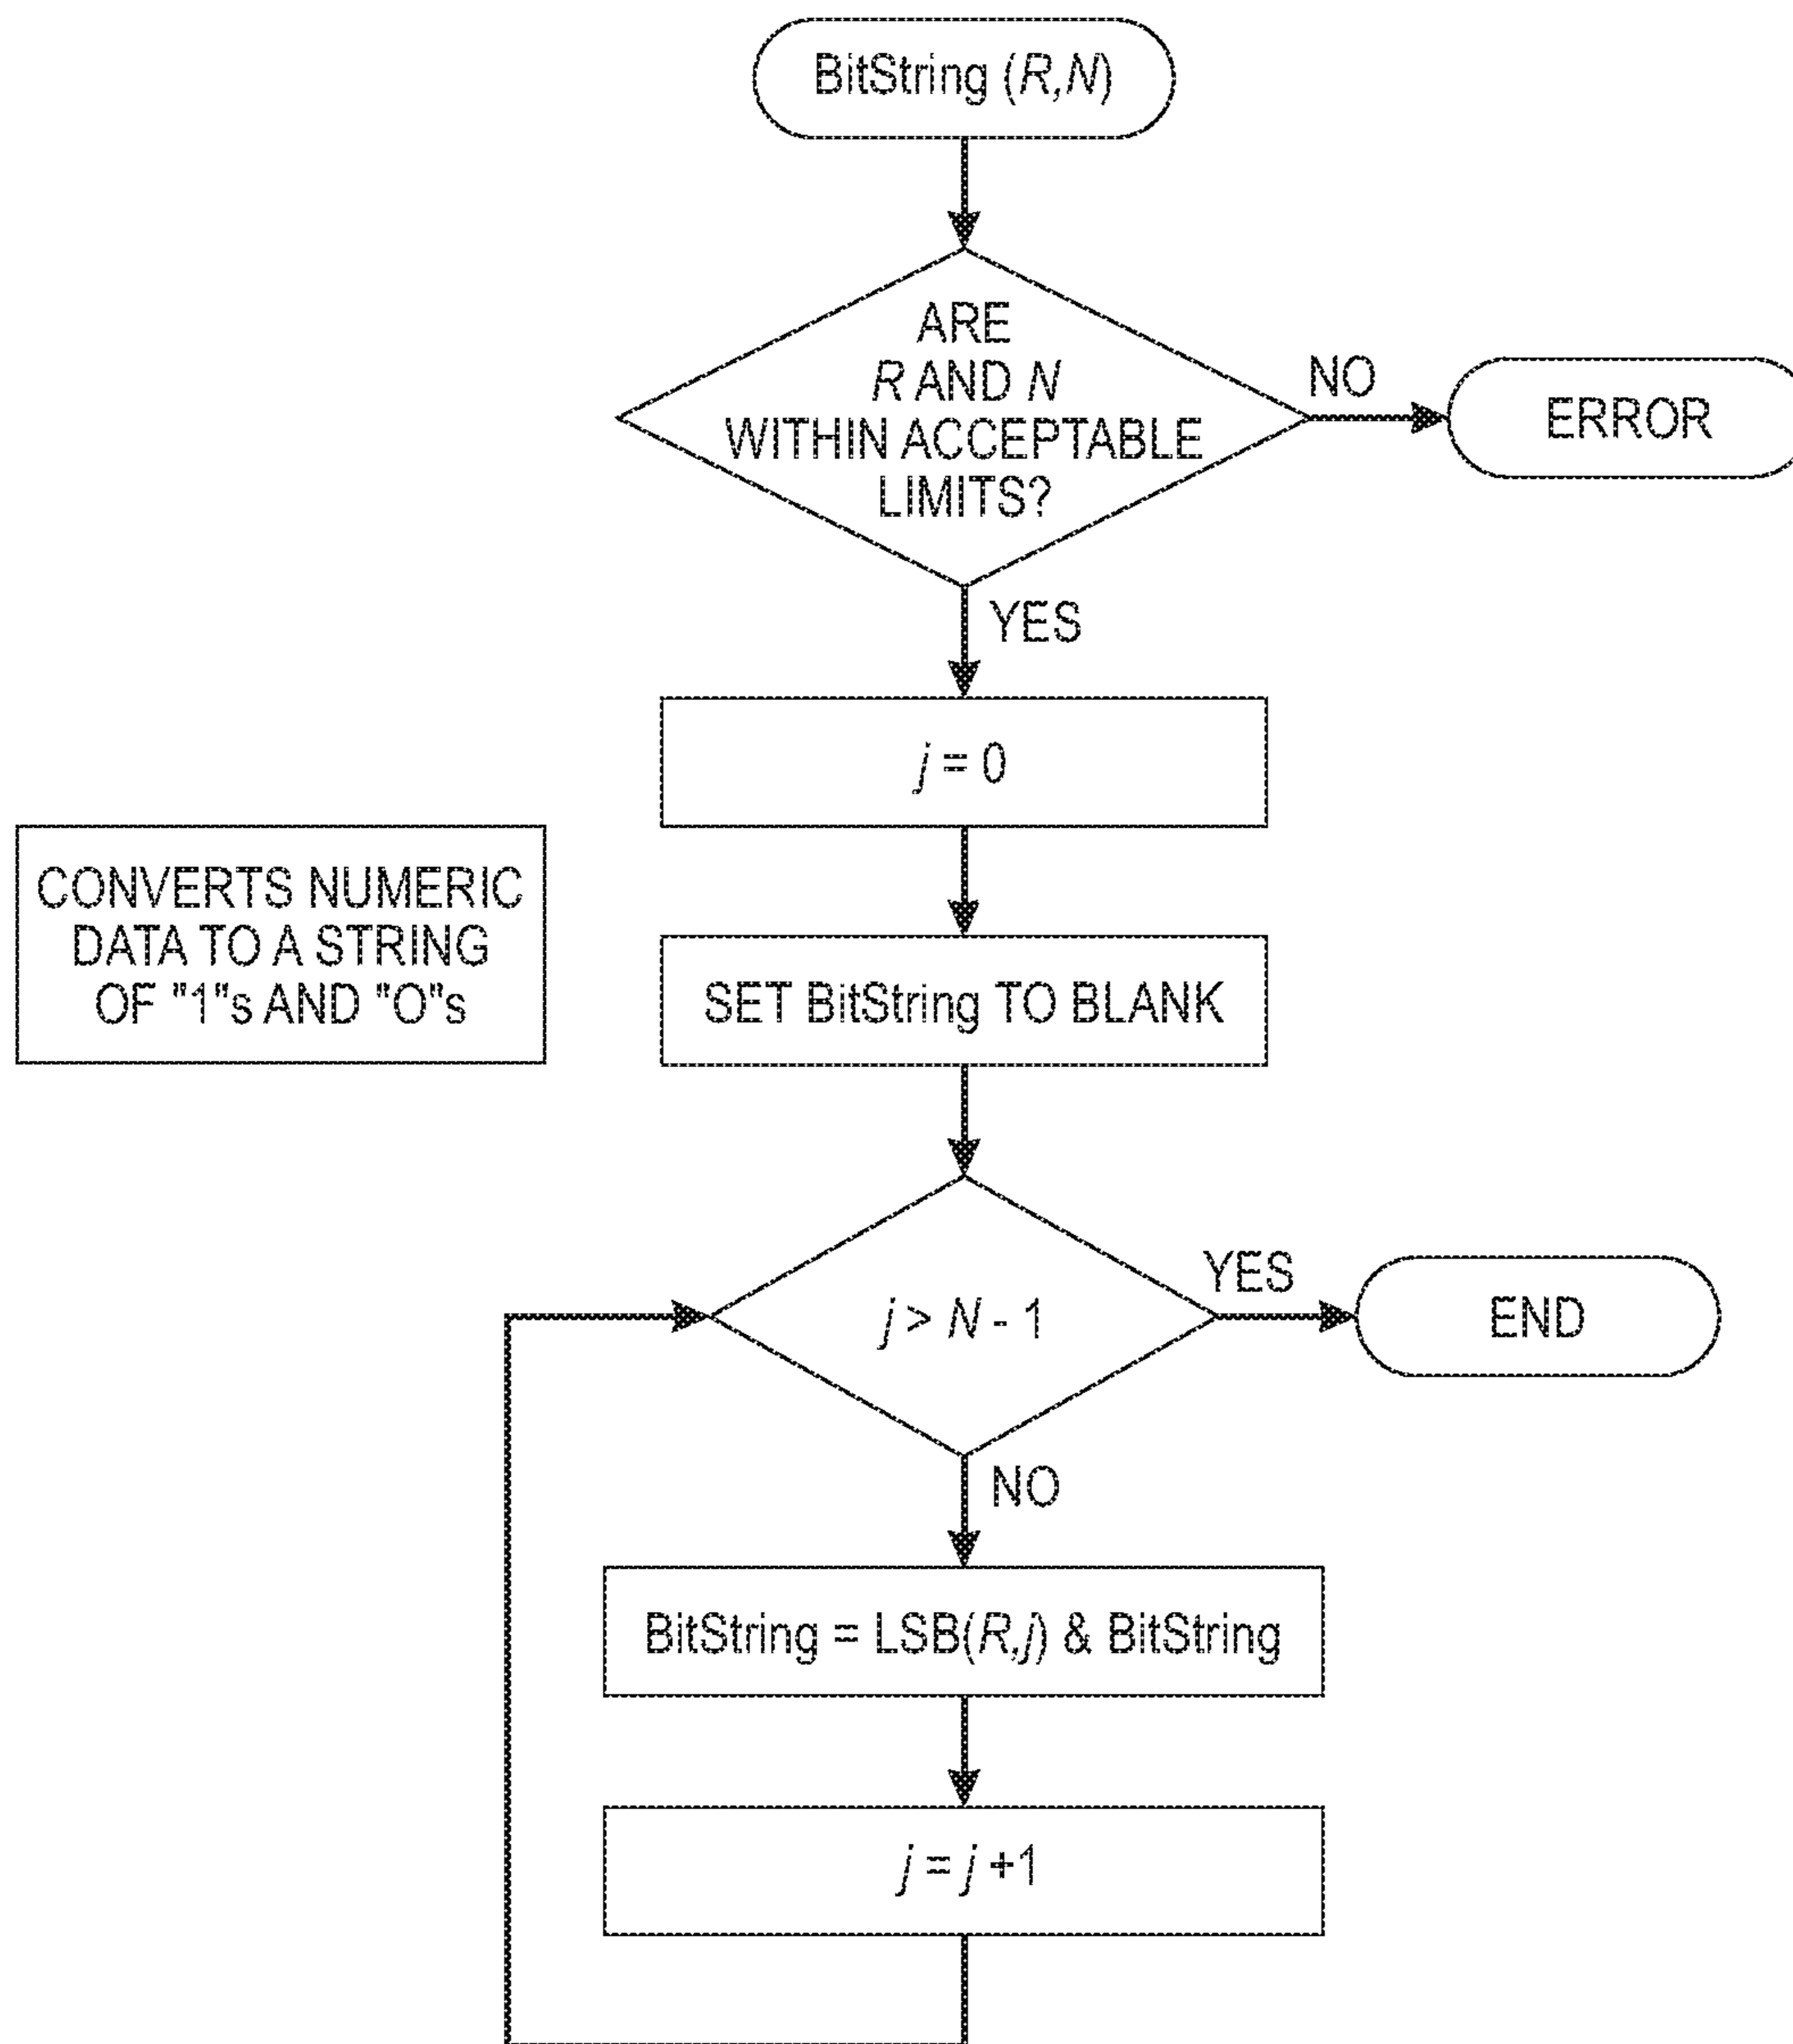 BitString (R,N)
ARE
R AND N
WITHIN ACCEPTABLE
LIMITS?
NO
ERROR
YES
j = 0
CONVERTS NUMERIC
DATA TO A STRING
OF "1"s AND "O"s
SET BitString TO BLANK
j > N - 1
YES
END
NO
BitString = LSB(R,j) & BitString
j = j +1